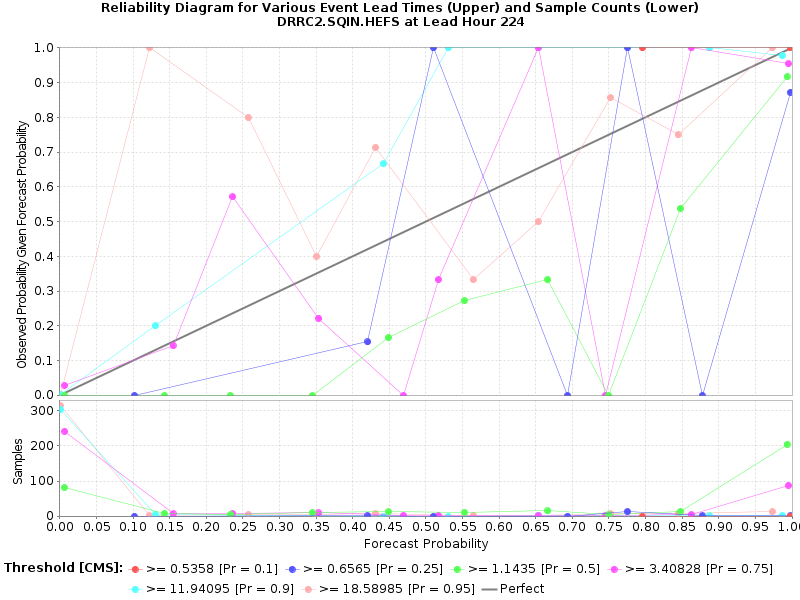 Reliability Diagram for Various Event Lead Times (Upper) and Sample Counts (Lower)
DRRC2.SQIN.HEFS at Lead Hour 224
Observed Probability Given Forecast Probability
1.0
0.9
0.8
0.7
0.6
0.5
0.4
0.3
0.2
0.1
0.0
Samples
300
200
100
0
0.00 0.05 0.10 0.15 0.20 0.25 0.30 0.35 0.40 0.45 0.50 0.55 0.60 0.65 0.70 0.75 0.80 0.85 0.90 0.95 1.00
Forecast Probability
Threshold [CMS]: >= 0.5358 [Pr = 0.1] >= 0.6565 [Pr = 0.25] >= 1.1435 [Pr = 0.5] >= 3.40828 [Pr = 0.75]
>= 11.94095 [Pr = 0.9] >= 18.58985 [Pr = 0.95] Perfect